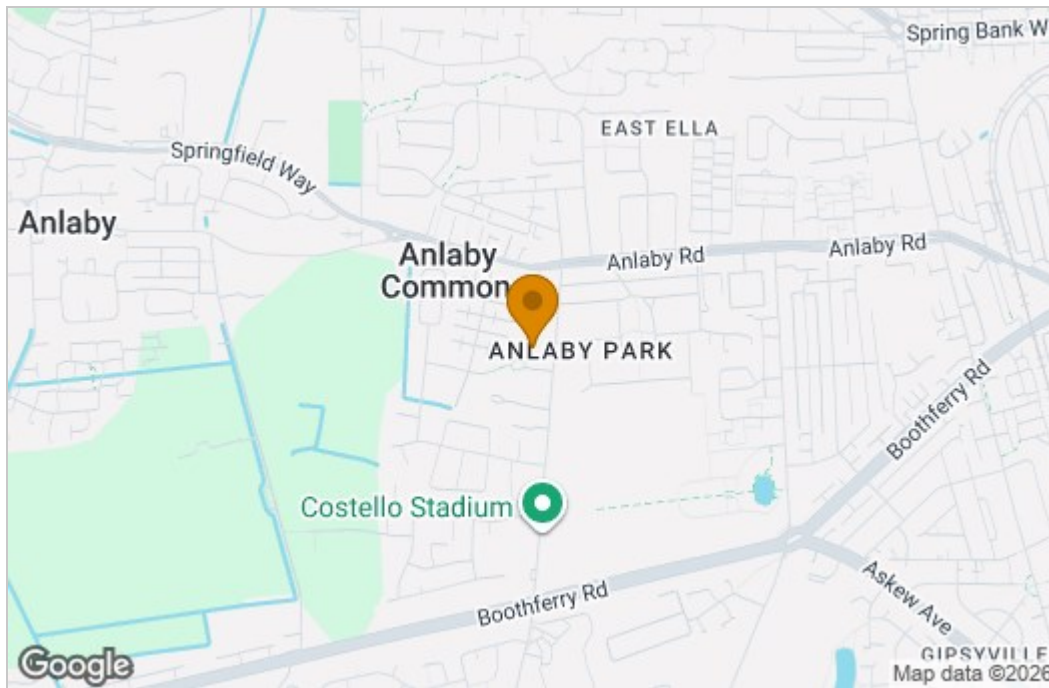 Spring Bank W
EAST ELLA
Springfield Way
Anlaby
Anlaby
Common
Anlaby Rd
Anlaby Rd
ANLABY PARK
Boothferry Rd
Costello Stadium
Boothferry Rd
Askew Ave
GIPSYVILLE
Google
Map data ©2026